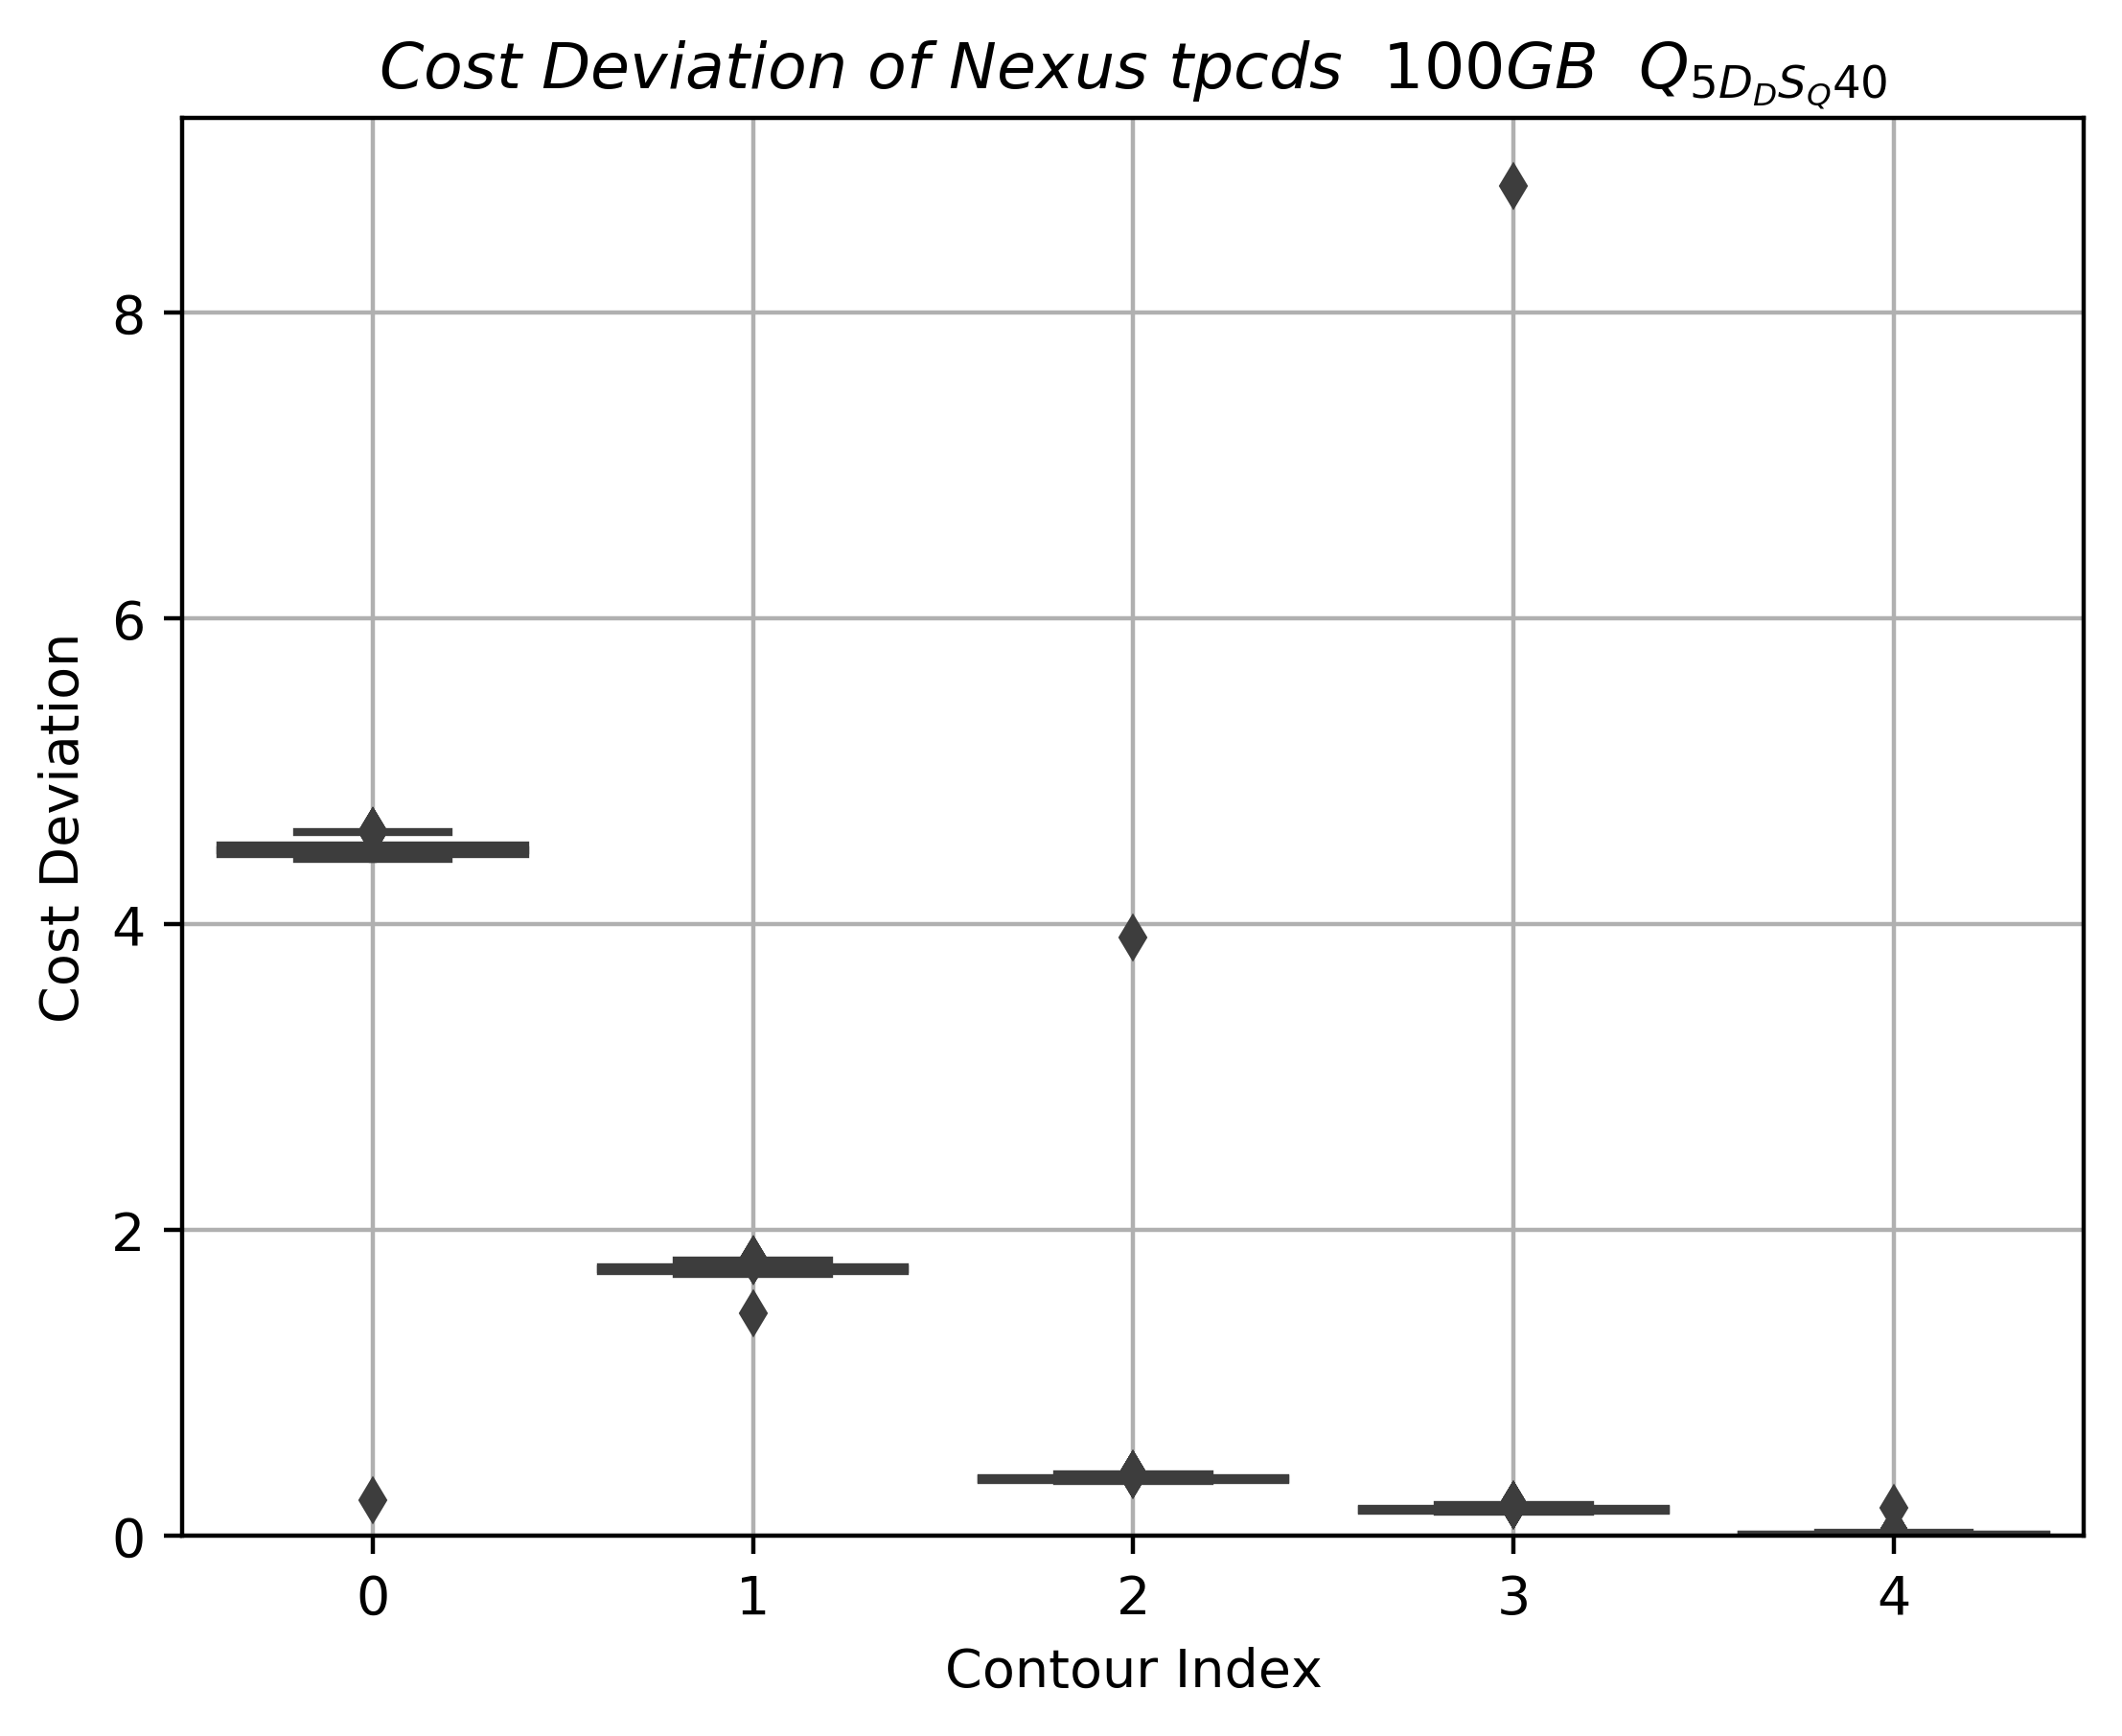 Cost Deviation of Nexus tpcds 100GB Q5DDSQ40
8
6
4
2
0
Cost Deviation
0 1 2 3 4
Contour Index